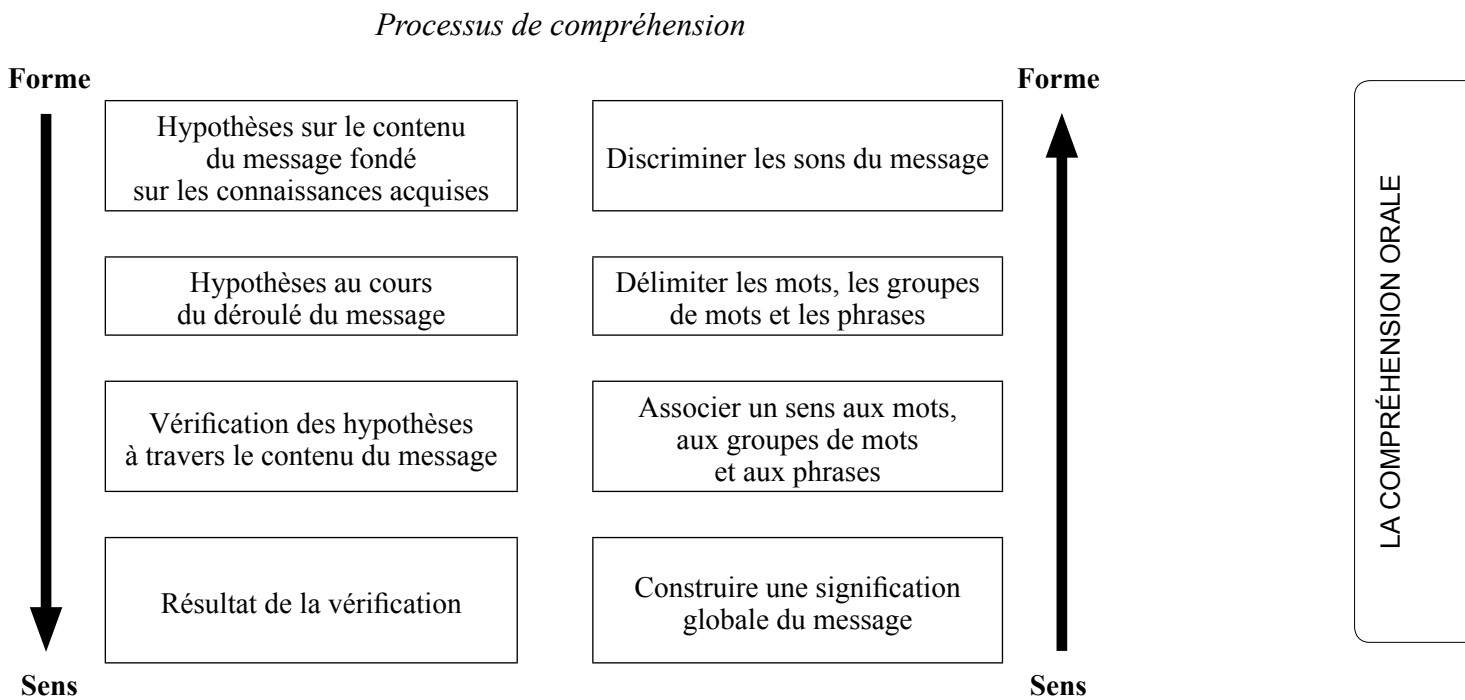 Processus de compréhension
Forme
Forme
Hypothèses sur le contenu
du message fondé
sur les connaissances acquises
Discriminer les sons du message
Hypothèses au cours
du déroulé du message
Délimiter les mots, les groupes
de mots et les phrases
Vérification des hypothèses
à travers le contenu du message
Associer un sens aux mots,
aux groupes de mots
et aux phrases
Résultat de la vérification
Construire une signification
globale du message
Sens
Sens
LA COMPRÉHENSION ORALE